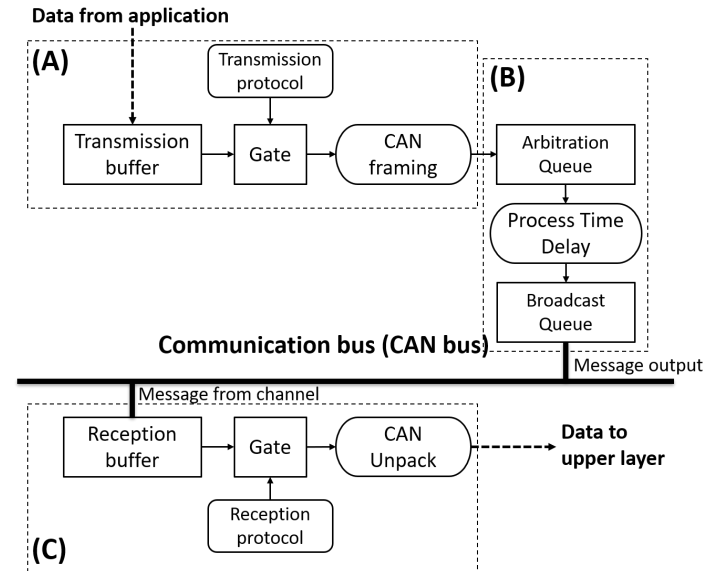 Data from application
(A)
Transmission
protocol
(B)
Transmission
buffer
Gate
CAN
framing
Arbitration
Queue
Process Time
Delay
Broadcast
Queue
Communication bus (CAN bus)
Message output
Message from channel
Reception
buffer
Gate
CAN
Unpack
Data to
upper layer
Reception
protocol
(C)